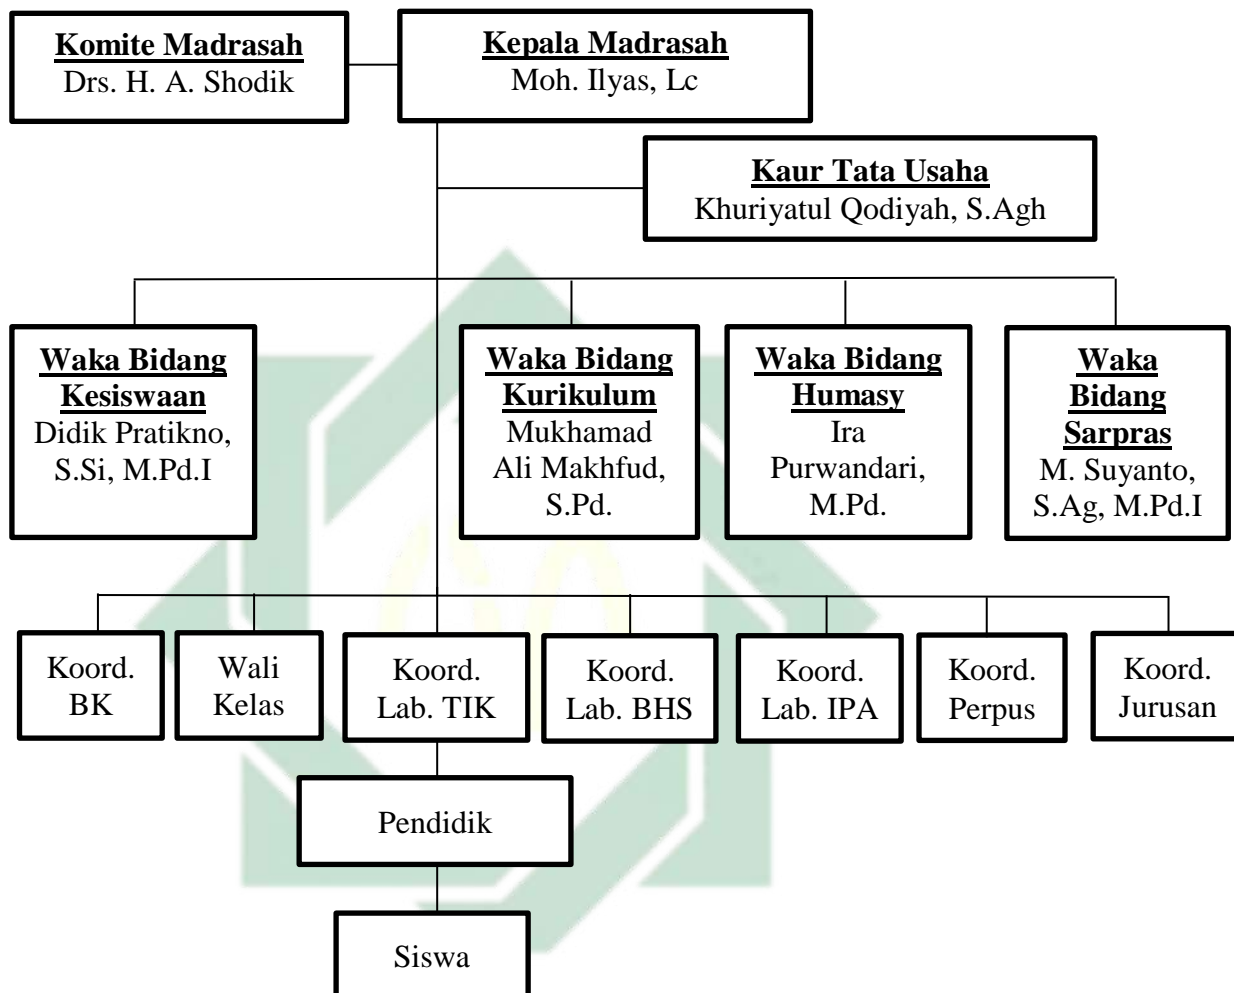 Komite Madrasah
Drs. H. A. Shodik
Kepala Madrasah
Moh. Ilyas, Lc
Kaur Tata Usaha
Khuriyatul Qodiyah, S.Agh
Waka Bidang
Kesiswaan
Didik Pratikno,
S.Si, M.Pd.I
Waka Bidang
Kurikulum
Mukhamad
Ali Makhfud,
S.Pd.
Waka Bidang
Humasy
Ira
Purwandari,
M.Pd.
Waka
Bidang
Sarpras
M. Suyanto,
S.Ag, M.Pd.I
Koord.
BK
Wali
Kelas
Koord.
Lab. TIK
Koord.
Lab. BHS
Koord.
Lab. IPA
Koord.
Perpus
Koord.
Jurusan
Pendidik
Siswa